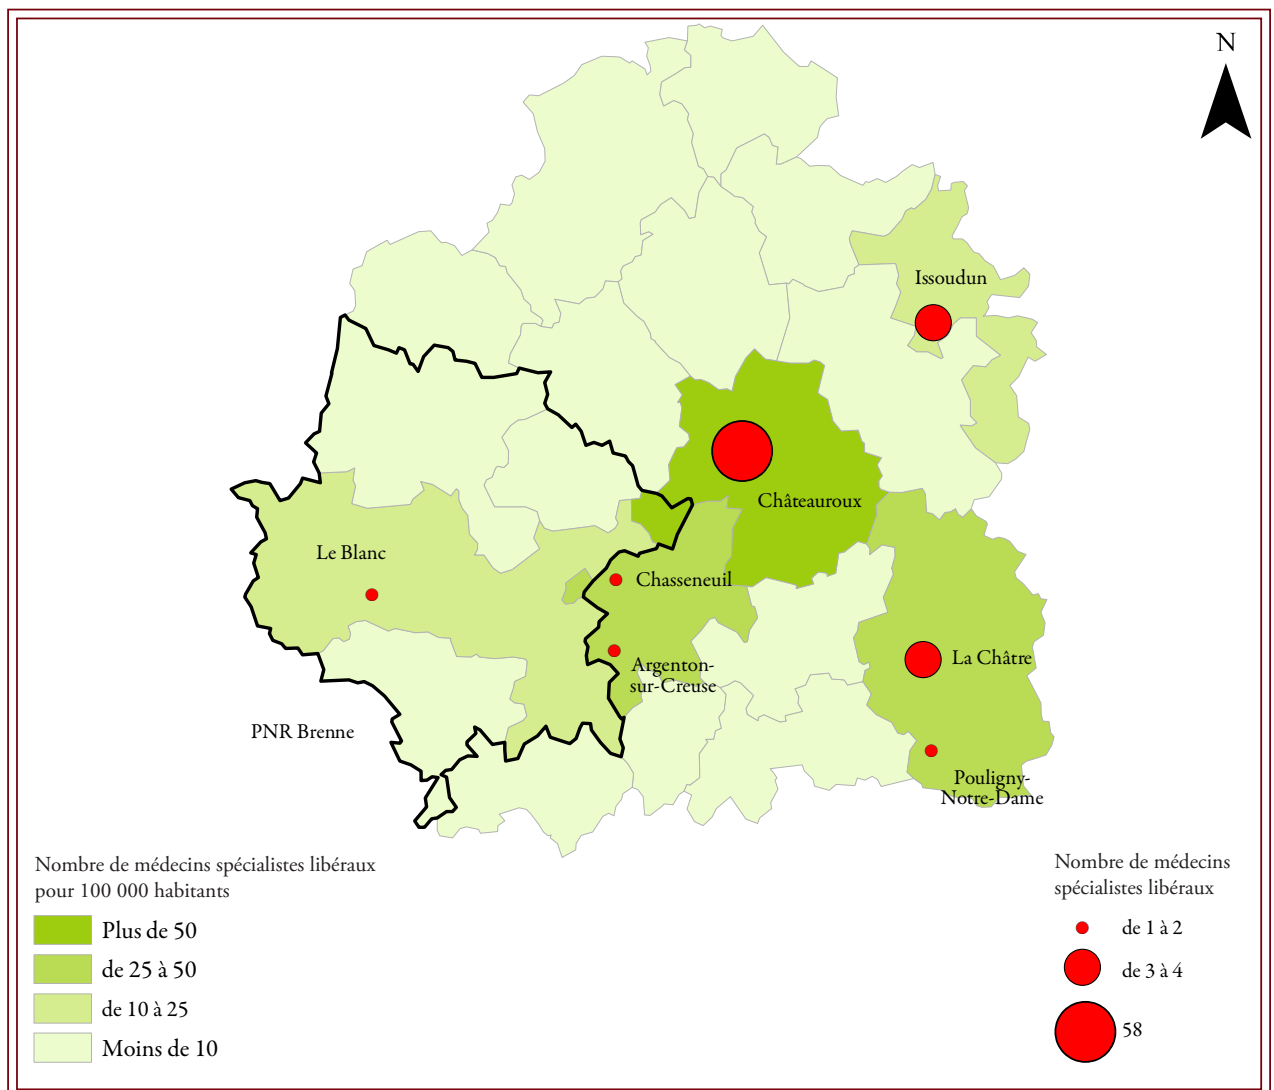 N
Issoudun
Châteauroux
Le Blanc
Chasseneuil
La Châtre
Argenton-
sur-Creuse
PNR Brenne
Pouligny-
Notre-Dame
Nombre de médecins spécialistes libéraux
pour 100 000 habitants
Plus de 50
de 25 à 50
de 10 à 25
Moins de 10
Nombre de médecins
spécialistes libéraux
de 1 à 2
de 3 à 4
58